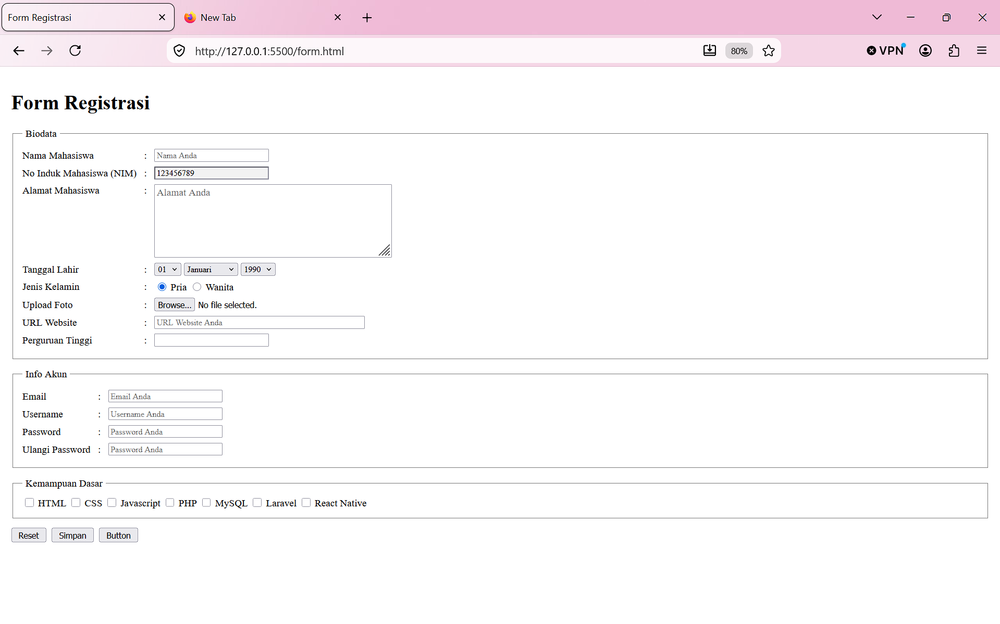 Form Registrasi
New Tab
http://127.0.0.1:5500/form.html
80%
VPN
Form Registrasi
Biodata
Nama Mahasiswa : Nama Anda
No Induk Mahasiswa (NIM) : 123456789
Alamat Mahasiswa : Alamat Anda
Tanggal Lahir : 01 Januari 1990
Jenis Kelamin : Pria Wanita
Upload Foto : Browse... No file selected.
URL Website : URL Website Anda
Perguruan Tinggi :
Info Akun
Email : Email Anda
Username : Username Anda
Password : Password Anda
Ulangi Password : Password Anda
Kemampuan Dasar
HTML CSS Javascript PHP MySQL Laravel React Native
Reset Simpan Button